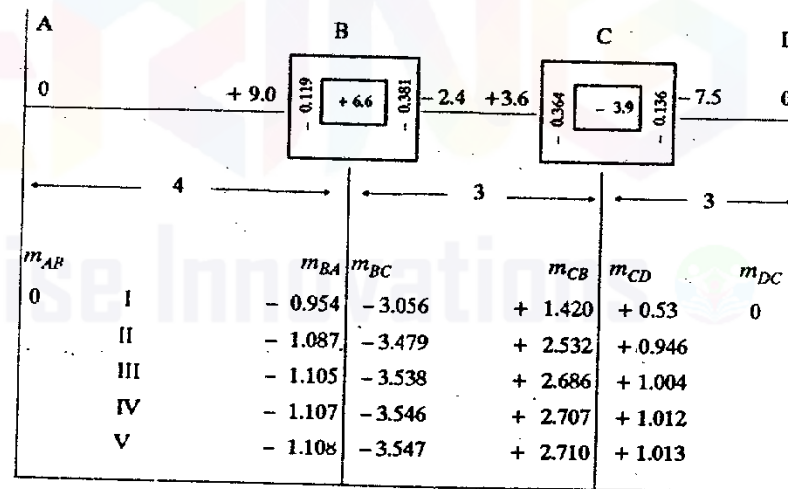 A B C
0 + 9.0 - 0.119 + 6.6 - 0.381 - 2.4 +3.6 - 0.364 - 3.9 - 0.136 - 7.5 0
4 3 3
m_AB m_BA m_BC m_CB m_CD m_DC
0 I - 0.954 -3.056 + 1.420 + 0.53 0
II - 1.087 -3.479 + 2.532 +0.946
III - 1.105 -3.538 + 2.686 + 1.004
IV - 1.107 -3.546 + 2.707 + 1.012
V - 1.108 -3.547 + 2.710 + 1.013
ise Innovations